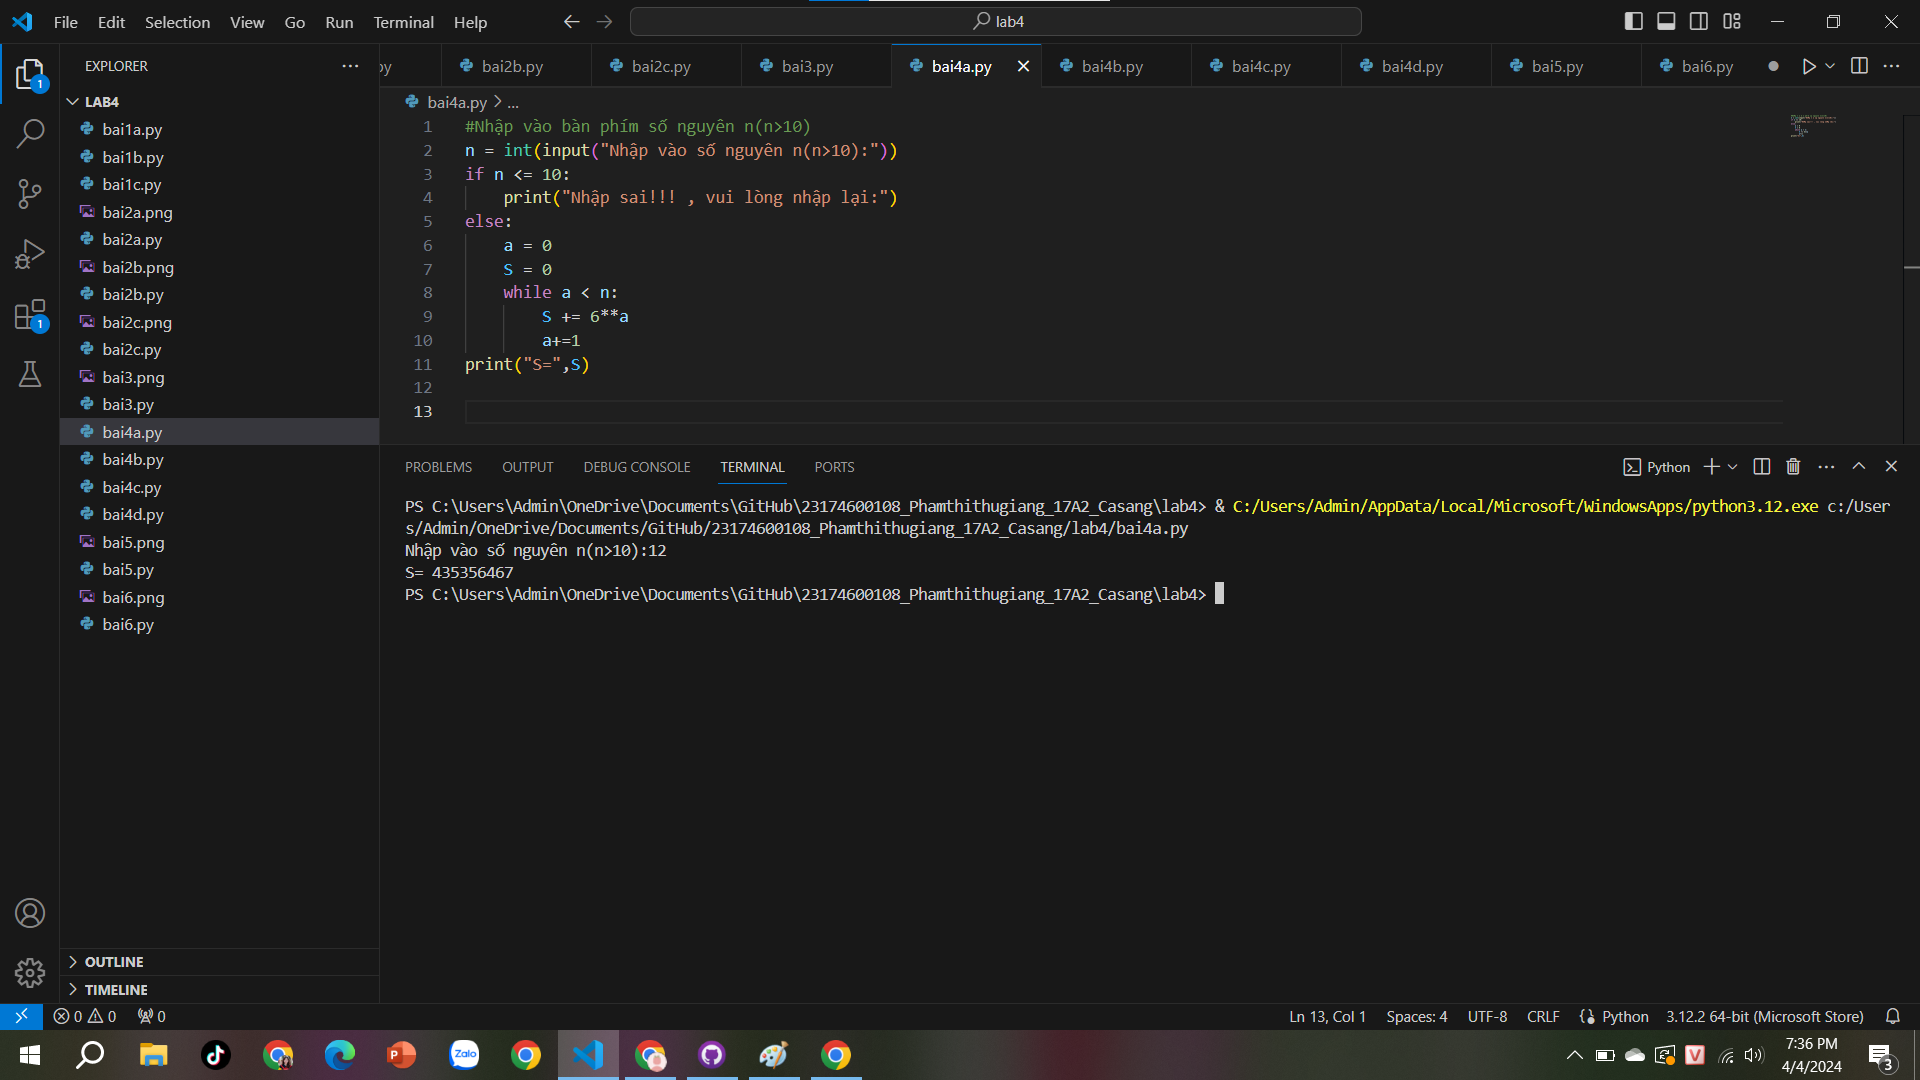 File Edit Selection View Go Run Terminal Help
lab4
EXPLORER
LAB4
bai1a.py
bai1b.py
bai1c.py
bai2a.png
bai2a.py
bai2b.png
bai2b.py
bai2c.png
bai2c.py
bai3.png
bai3.py
bai4a.py
bai4b.py
bai4c.py
bai4d.py
bai5.png
bai5.py
bai6.png
bai6.py
OUTLINE
TIMELINE
1
1
py bai2b.py bai2c.py bai3.py bai4a.py bai4b.py bai4c.py bai4d.py bai5.py bai6.py
bai4a.py > ...
1 #Nhập vào bàn phím số nguyên n(n>10)
2 n = int(input("Nhập vào số nguyên n(n>10):"))
3 if n <= 10:
4 print("Nhập sai!!! , vui lòng nhập lại:")
5 else:
6 a = 0
7 S = 0
8 while a < n:
9 S += 6**a
10 a+=1
11 print("S=",S)
12
13
PROBLEMS OUTPUT DEBUG CONSOLE TERMINAL PORTS
Python
PS C:\Users\Admin\OneDrive\Documents\GitHub\23174600108_Phamthithugiang_17A2_Casang\lab4> & C:/Users/Admin/AppData/Local/Microsoft/WindowsApps/python3.12.exe c:/User
s/Admin/OneDrive/Documents/GitHub/23174600108_Phamthithugiang_17A2_Casang/lab4/bai4a.py
Nhập vào số nguyên n(n>10):12
S= 435356467
PS C:\Users\Admin\OneDrive\Documents\GitHub\23174600108_Phamthithugiang_17A2_Casang\lab4>
0 0 0
Ln 13, Col 1 Spaces: 4 UTF-8 CRLF Python 3.12.2 64-bit (Microsoft Store)
Zalo
7:36 PM
4/4/2024
3